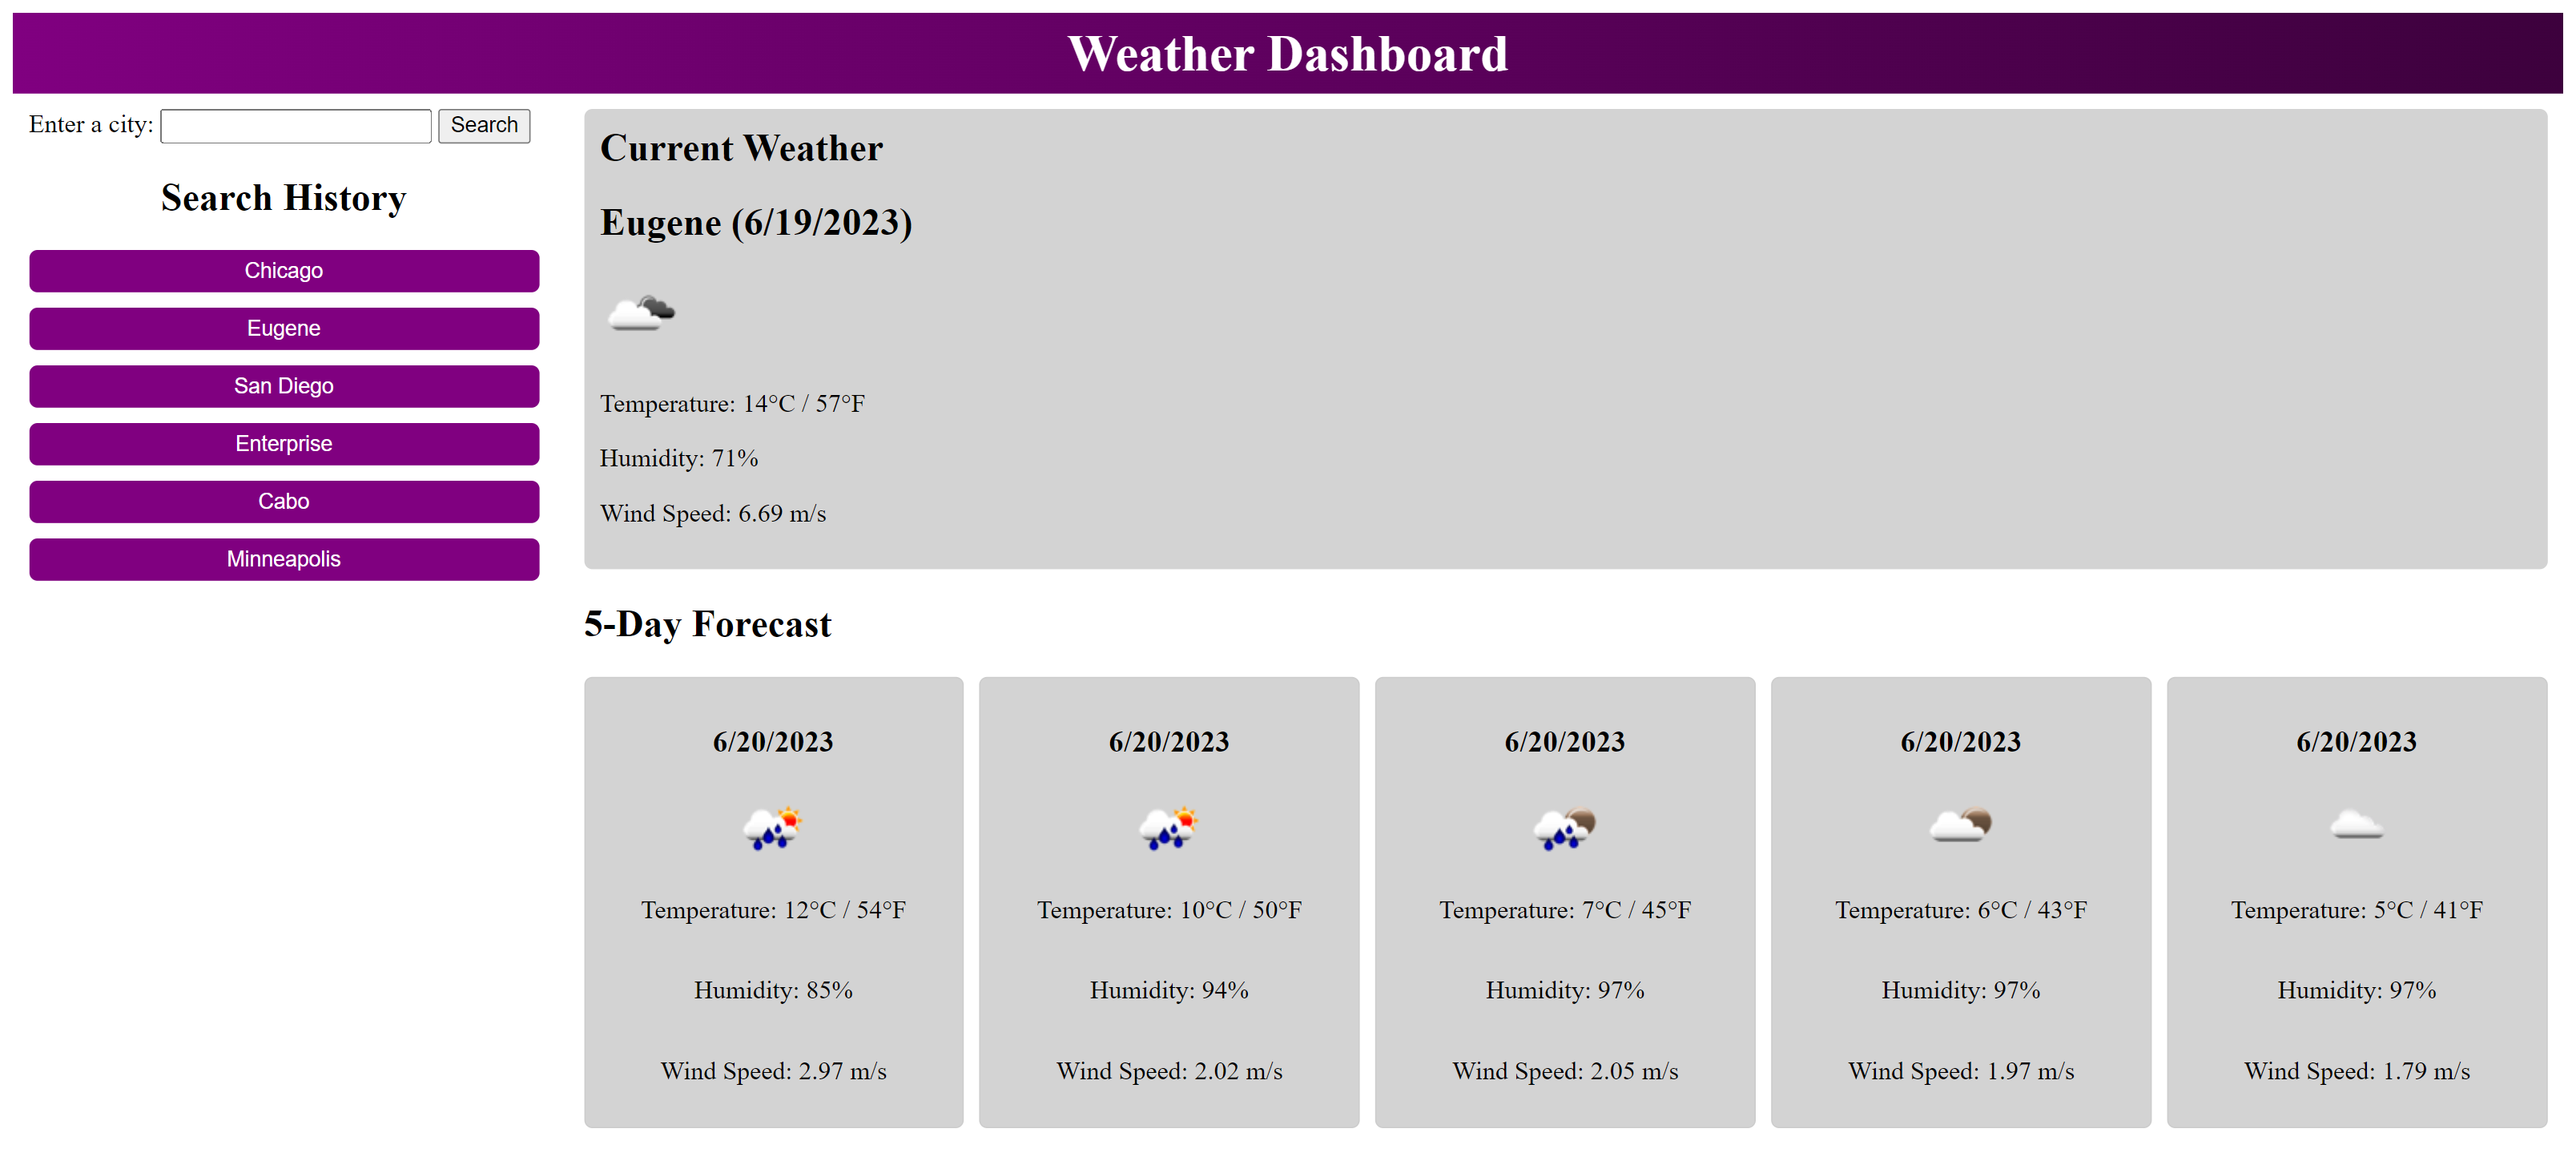 Weather Dashboard
Enter a city: Search
Search History
Chicago
Eugene
San Diego
Enterprise
Cabo
Minneapolis
Current Weather
Eugene (6/19/2023)
Temperature: 14°C / 57°F
Humidity: 71%
Wind Speed: 6.69 m/s
5-Day Forecast
6/20/2023
Temperature: 12°C / 54°F
Humidity: 85%
Wind Speed: 2.97 m/s
6/20/2023
Temperature: 10°C / 50°F
Humidity: 94%
Wind Speed: 2.02 m/s
6/20/2023
Temperature: 7°C / 45°F
Humidity: 97%
Wind Speed: 2.05 m/s
6/20/2023
Temperature: 6°C / 43°F
Humidity: 97%
Wind Speed: 1.97 m/s
6/20/2023
Temperature: 5°C / 41°F
Humidity: 97%
Wind Speed: 1.79 m/s